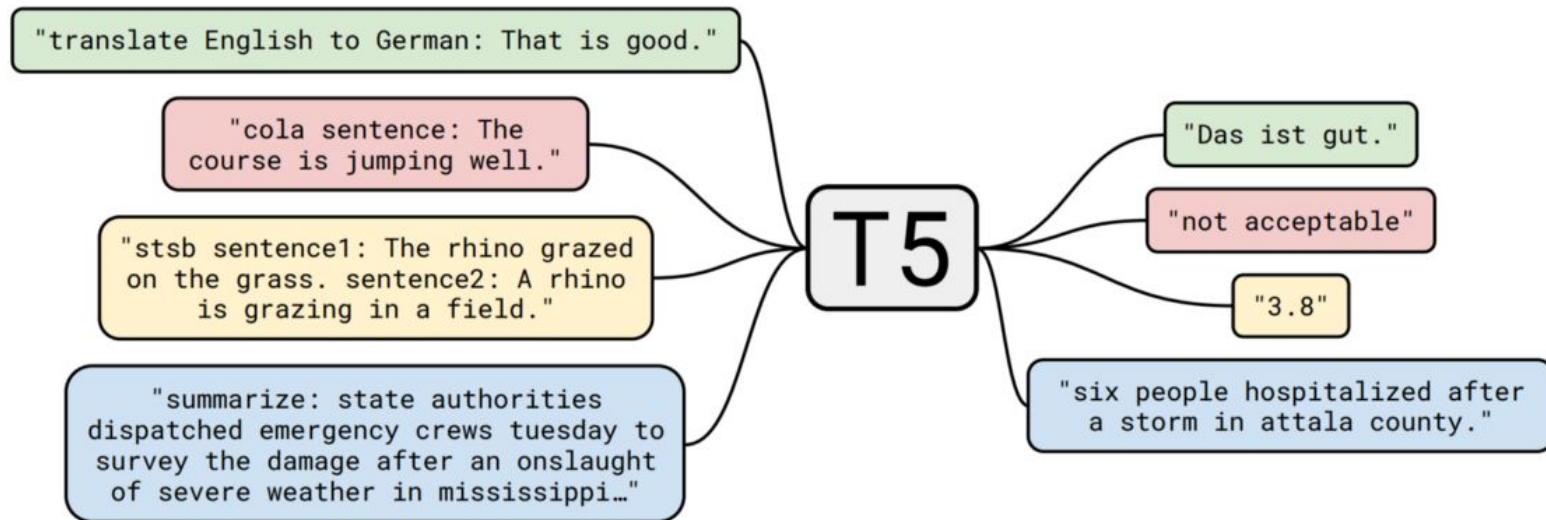 "translate English to German: That is good."
"cola sentence: The
course is jumping well."
"stsb sentence1: The rhino grazed
on the grass. sentence2: A rhino
is grazing in a field."
"summarize: state authorities
dispatched emergency crews tuesday to
survey the damage after an onslaught
of severe weather in mississippi…"
T5
"Das ist gut."
"not acceptable"
"3.8"
"six people hospitalized after
a storm in attala county."